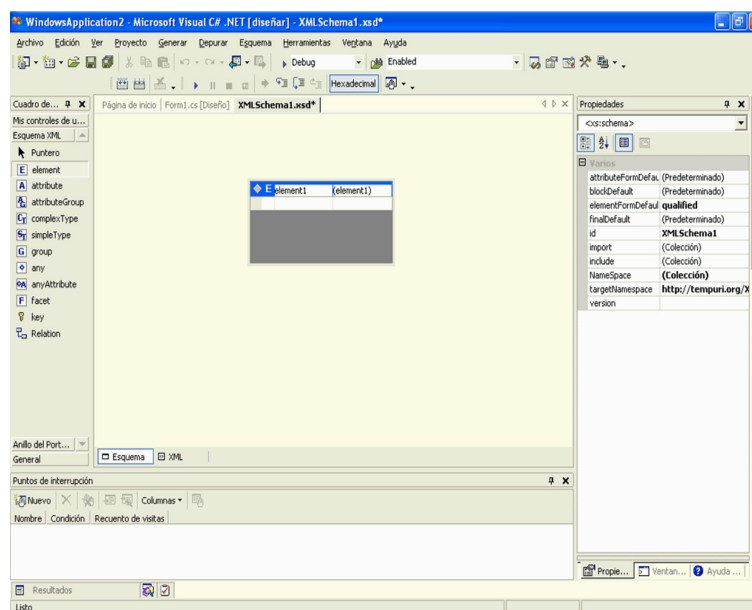 WindowsApplication2 - Microsoft Visual C# .NET [diseñar] - XMLSchema1.xsd*
Archivo Edición Ver Proyecto Generar Depurar Esquema Herramientas Ventana Ayuda
Debug Enabled
Hexadecimal
Cuadro de...
Página de inicio Form1.cs [Diseño] XMLSchema1.xsd*
Propiedades
Mis controles de u...
<xs:schema>
Esquema XML
Puntero
E element
A attribute
attributeGroup
CT complexType
ST simpleType
G group
any
anyAttribute
F facet
key
Relation
E element1 (element1)
Varios
attributeFormDefau (Predeterminado)
blockDefault (Predeterminado)
elementFormDefaul qualified
finalDefault (Predeterminado)
id XMLSchema1
import (Colección)
include (Colección)
NameSpace (Colección)
targetNamespace http://tempuri.org/X
version
Anillo del Port...
General
Esquema XML
Puntos de interrupción
Nuevo Columnas
Nombre Condición Recuento de visitas
Propie... Ventan... Ayuda ...
Resultados
Listo